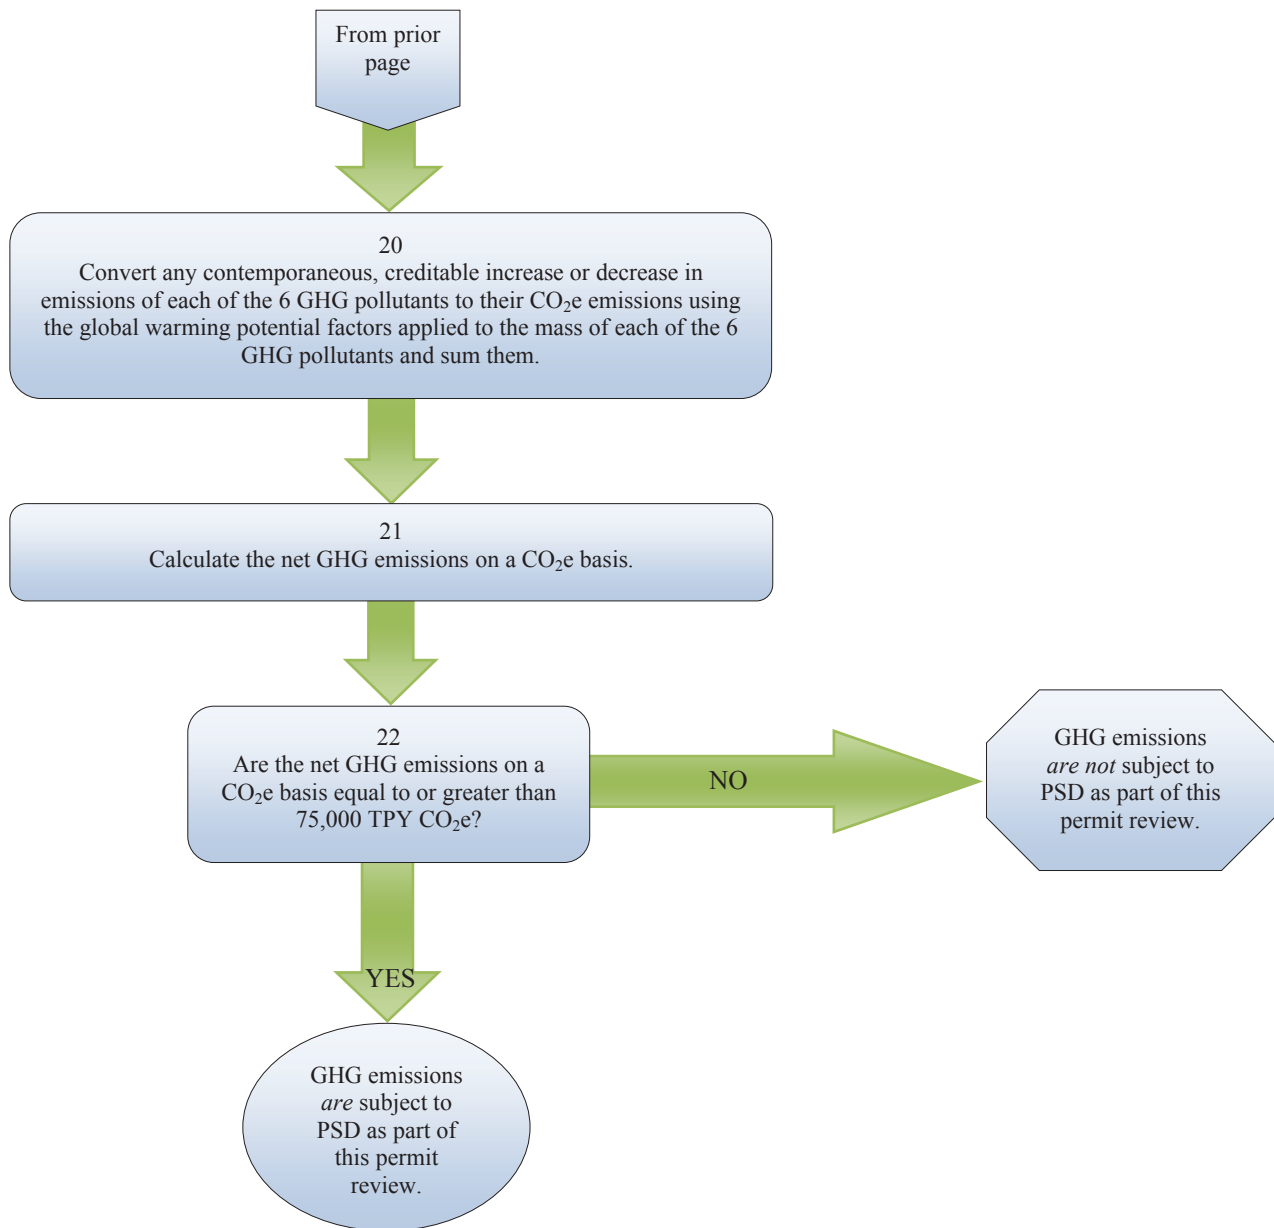 From prior
page
20
Convert any contemporaneous, creditable increase or decrease in
emissions of each of the 6 GHG pollutants to their CO₂e emissions using
the global warming potential factors applied to the mass of each of the 6
GHG pollutants and sum them.
21
Calculate the net GHG emissions on a CO₂e basis.
22
Are the net GHG emissions on a
CO₂e basis equal to or greater than
75,000 TPY CO₂e?
NO
GHG emissions
are not subject to
PSD as part of this
permit review.
YES
GHG emissions
are subject to
PSD as part of
this permit
review.